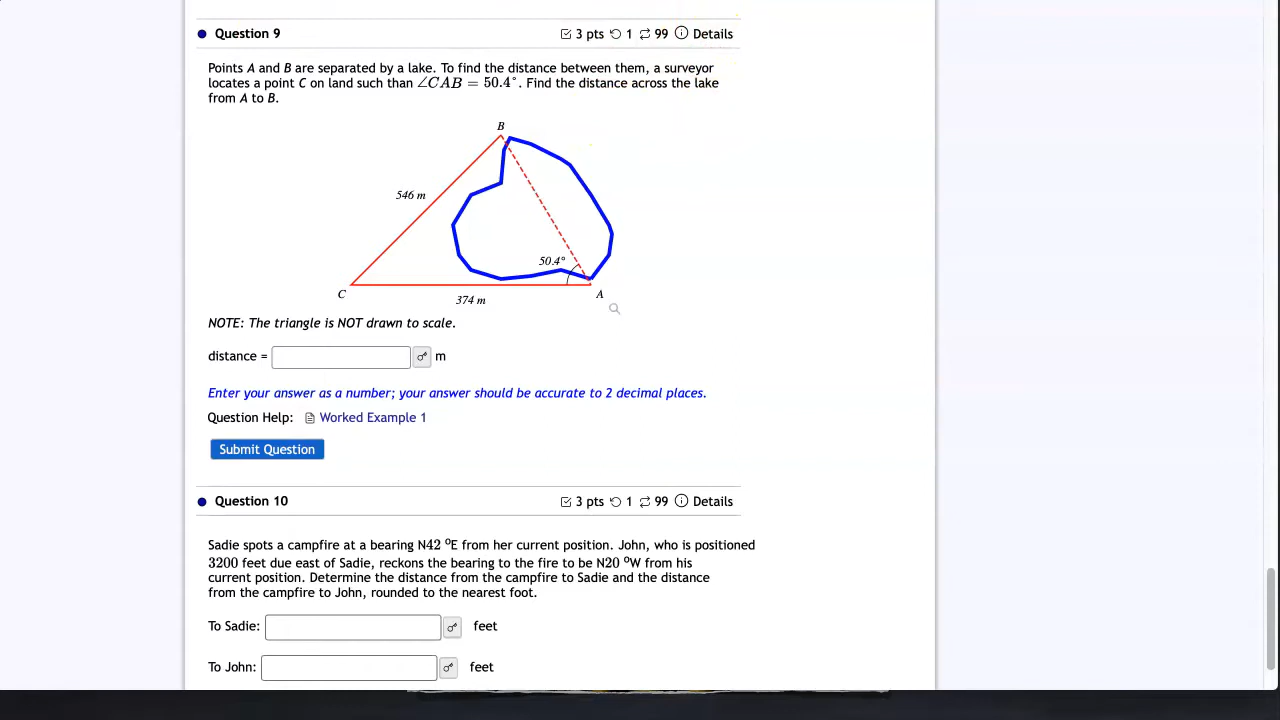 Question 9
3 pts 1 99 Details
Points A and B are separated by a lake. To find the distance between them, a surveyor
locates a point C on land such than ∠CAB = 50.4°. Find the distance across the lake
from A to B.
B
546 m
50.4°
C
A
374 m
NOTE: The triangle is NOT drawn to scale.
distance = m
Enter your answer as a number; your answer should be accurate to 2 decimal places.
Question Help: Worked Example 1
Submit Question
Question 10
3 pts 1 99 Details
Sadie spots a campfire at a bearing N42 °E from her current position. John, who is positioned
3200 feet due east of Sadie, reckons the bearing to the fire to be N20 °W from his
current position. Determine the distance from the campfire to Sadie and the distance
from the campfire to John, rounded to the nearest foot.
To Sadie: feet
To John: feet